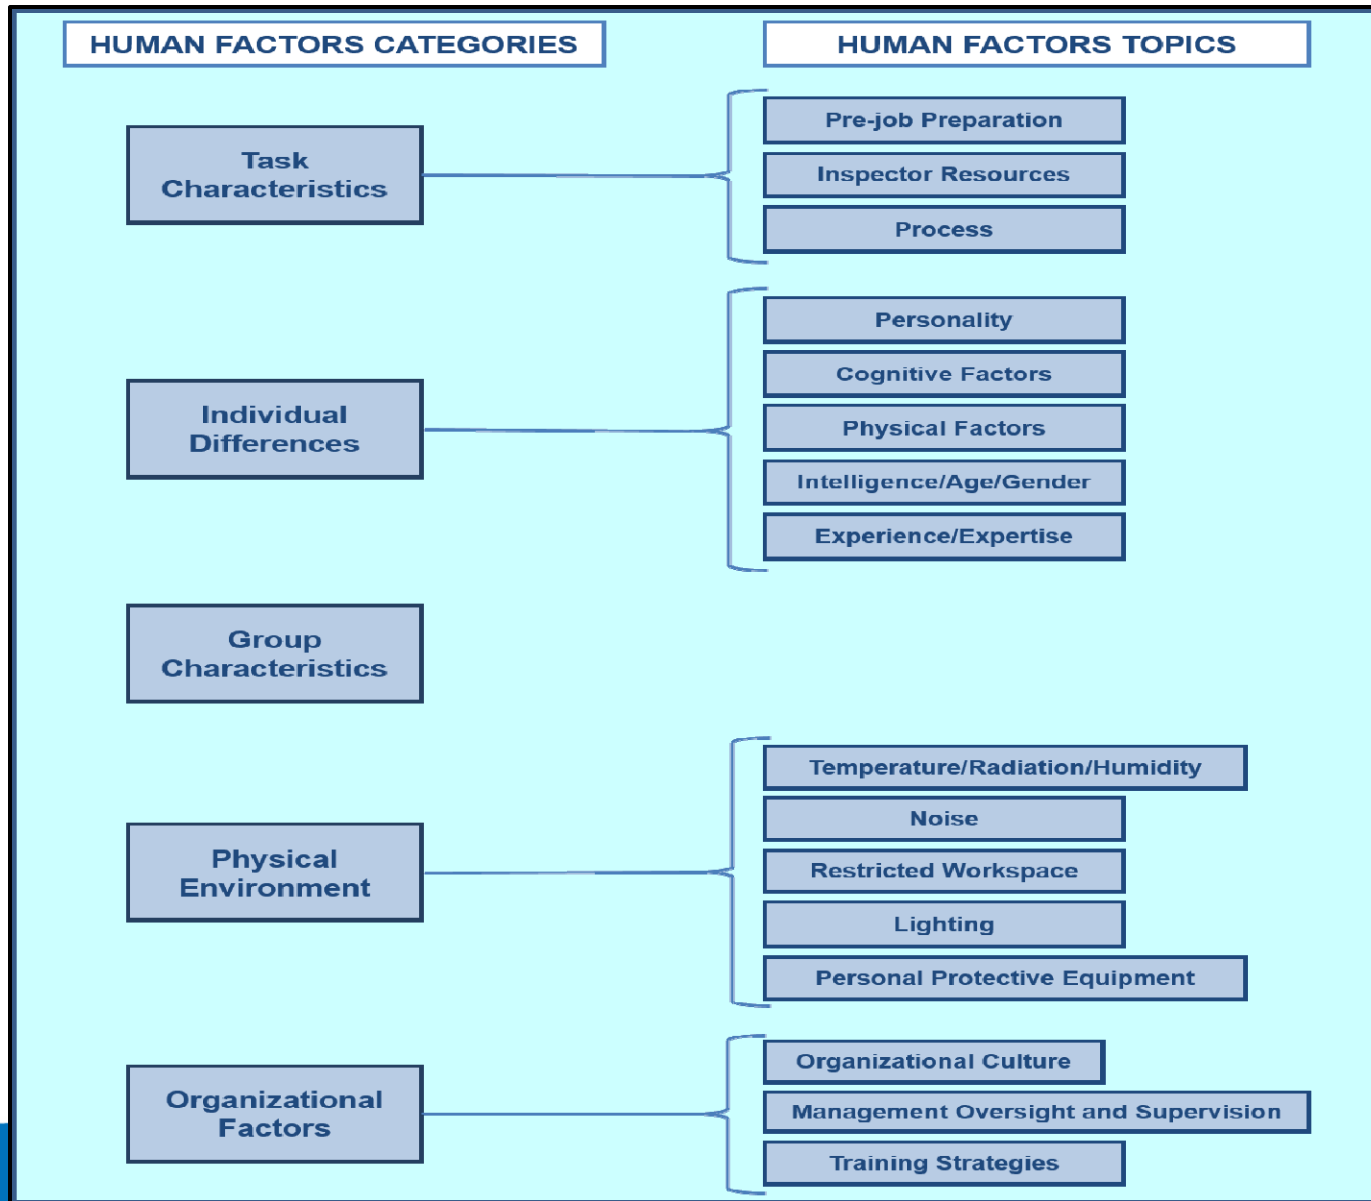 HUMAN FACTORS CATEGORIES
HUMAN FACTORS TOPICS
Task
Characteristics
Pre-job Preparation
Inspector Resources
Process
Individual
Differences
Personality
Cognitive Factors
Physical Factors
Intelligence/Age/Gender
Experience/Expertise
Group
Characteristics
Physical
Environment
Temperature/Radiation/Humidity
Noise
Restricted Workspace
Lighting
Personal Protective Equipment
Organizational
Factors
Organizational Culture
Management Oversight and Supervision
Training Strategies